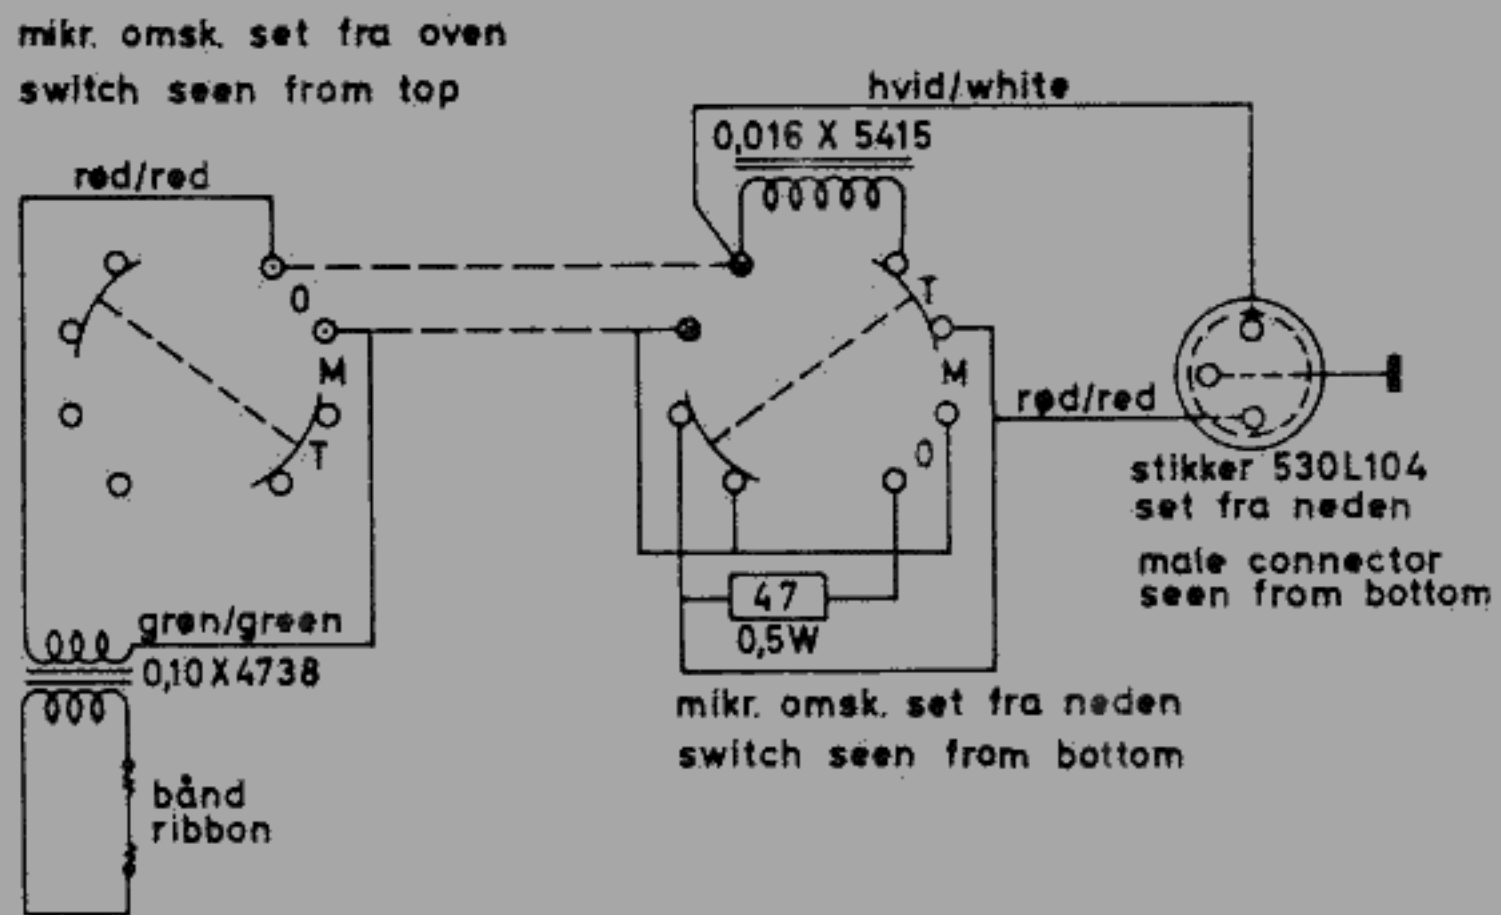 mikr. omsk. set fra oven
switch seen from top
hvid/white
0,016 X 5415
rød/red
O
M
T
T
M
O
rød/red
stikker 530L104
set fra neden
male connector
seen from bottom
grøn/green
0,10 X 4738
47
0,5W
mikr. omsk. set fra neden
switch seen from bottom
bånd
ribbon